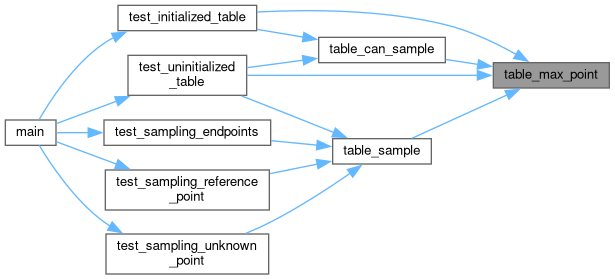 test_initialized_table
table_can_sample
test_uninitialized
_table
table_max_point
main
test_sampling_endpoints
table_sample
test_sampling_reference
_point
test_sampling_unknown
_point